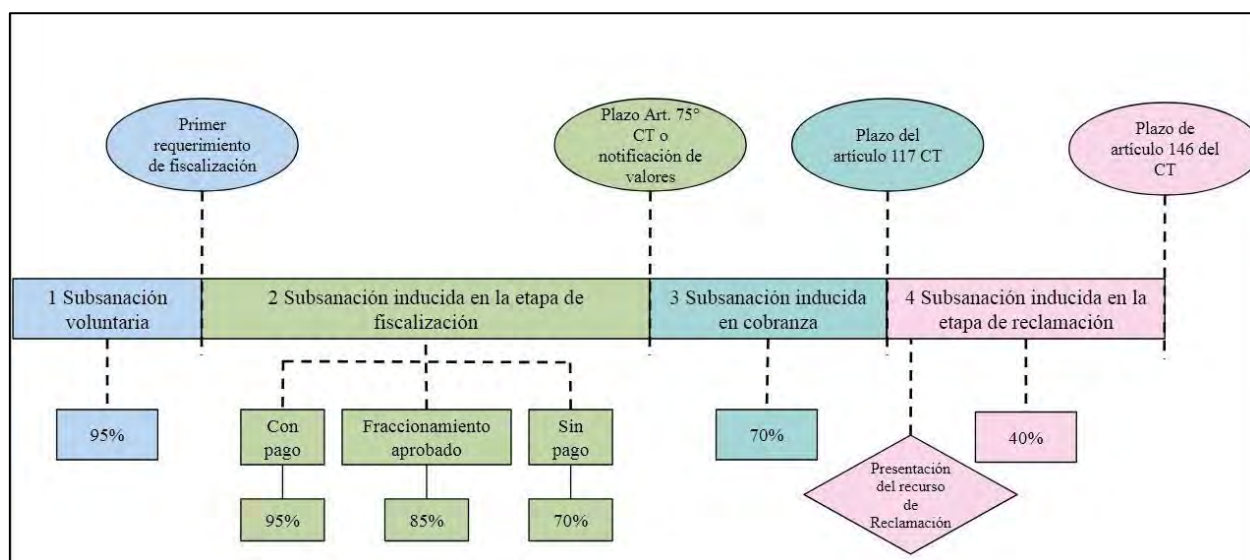 Primer
requerimiento
de fiscalización
Plazo Art. 75°
CT o
notificación de
valores
Plazo del
artículo 117 CT
Plazo de
artículo 146 del
CT
1 Subsanación
voluntaria
2 Subsanación inducida en la etapa de
fiscalización
3 Subsanación inducida
en cobranza
4 Subsanación inducida en la
etapa de reclamación
95%
Con
pago
Fraccionamiento
aprobado
Sin
pago
70%
40%
Presentación
del recurso
de
Reclamación
95%
85%
70%